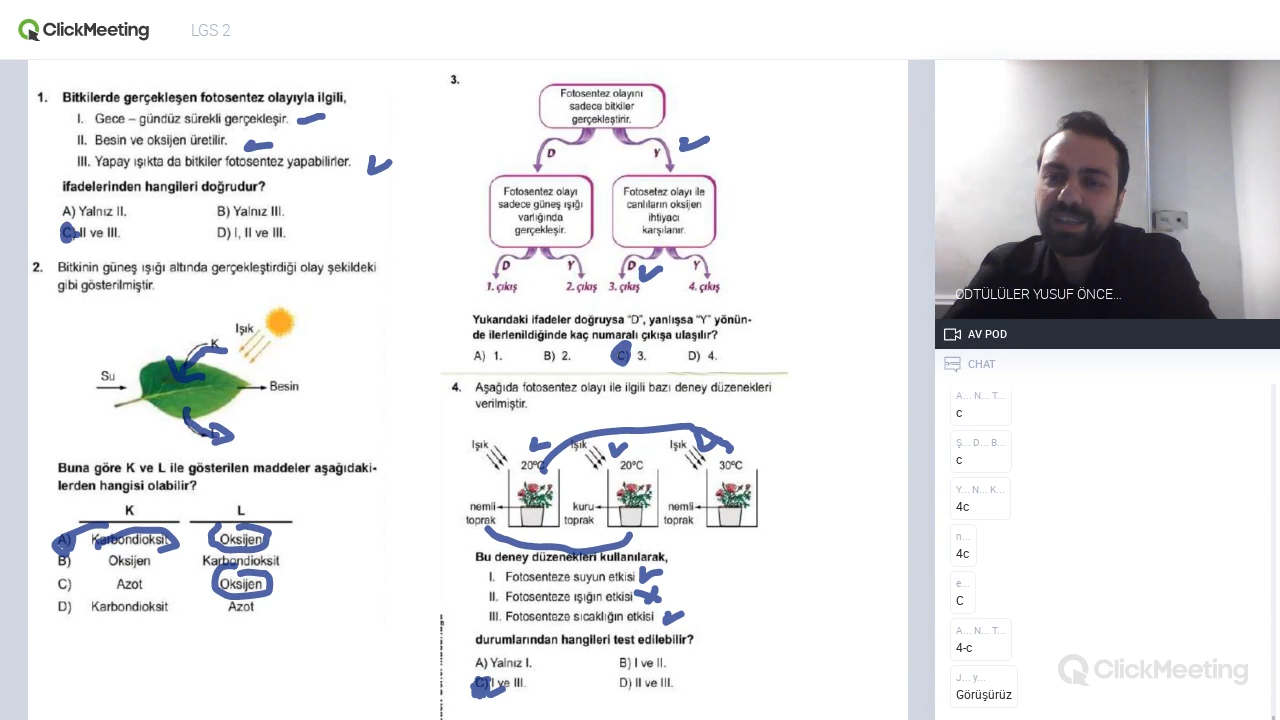 ClickMeeting
LGS 2
1. Bitkilerde gerçekleşen fotosentez olayıyla ilgili,
I. Gece – gündüz sürekli gerçekleşir.
II. Besin ve oksijen üretilir.
III. Yapay ışıkta da bitkiler fotosentez yapabilirler.
ifadelerinden hangileri doğrudur?
A) Yalnız II.
B) Yalnız III.
C) II ve III.
D) I, II ve III.
2. Bitkinin güneş ışığı altında gerçekleştirdiği olay şekildeki
gibi gösterilmiştir.
Işık
K
Su
Besin
Buna göre K ve L ile gösterilen maddeler aşağıdaki-
lerden hangisi olabilir?
K L
A) Karbondioksit Oksijen
B) Oksijen Karbondioksit
C) Azot Oksijen
D) Karbondioksit Azot
3.
Fotosentez olayını
sadece bitkiler
gerçekleştirir.
D Y
Fotosentez olayı
sadece güneş ışığı
varlığında
gerçekleşir.
Fotosetez olayı ile
canlıların oksijen
ihtiyacı
karşılanır.
D Y D Y
1. çıkış 2. çıkış 3. çıkış 4. çıkış
Yukarıdaki ifadeler doğruysa “D”, yanlışsa “Y” yönün-
de ilerlenildiğinde kaç numaralı çıkışa ulaşılır?
A) 1. B) 2. C) 3. D) 4.
4. Aşağıda fotosentez olayı ile ilgili bazı deney düzenekleri
verilmiştir.
Işık Işık Işık
20°C 20°C 30°C
nemli
toprak
kuru
toprak
nemli
toprak
Bu deney düzenekleri kullanılarak,
I. Fotosenteze suyun etkisi
II. Fotosenteze ışığın etkisi
III. Fotosenteze sıcaklığın etkisi
durumlarından hangileri test edilebilir?
A) Yalnız I.
B) I ve II.
C) I ve III.
D) II ve III.
ODTÜLÜLER YUSUF ÖNCE...
AV POD
CHAT
A... N... T...
c
Ş... D... B...
c
Y... N... K...
4c
n...
4c
e...
C
A... N... T...
4-c
J... y...
Görüşürüz
ClickMeeting